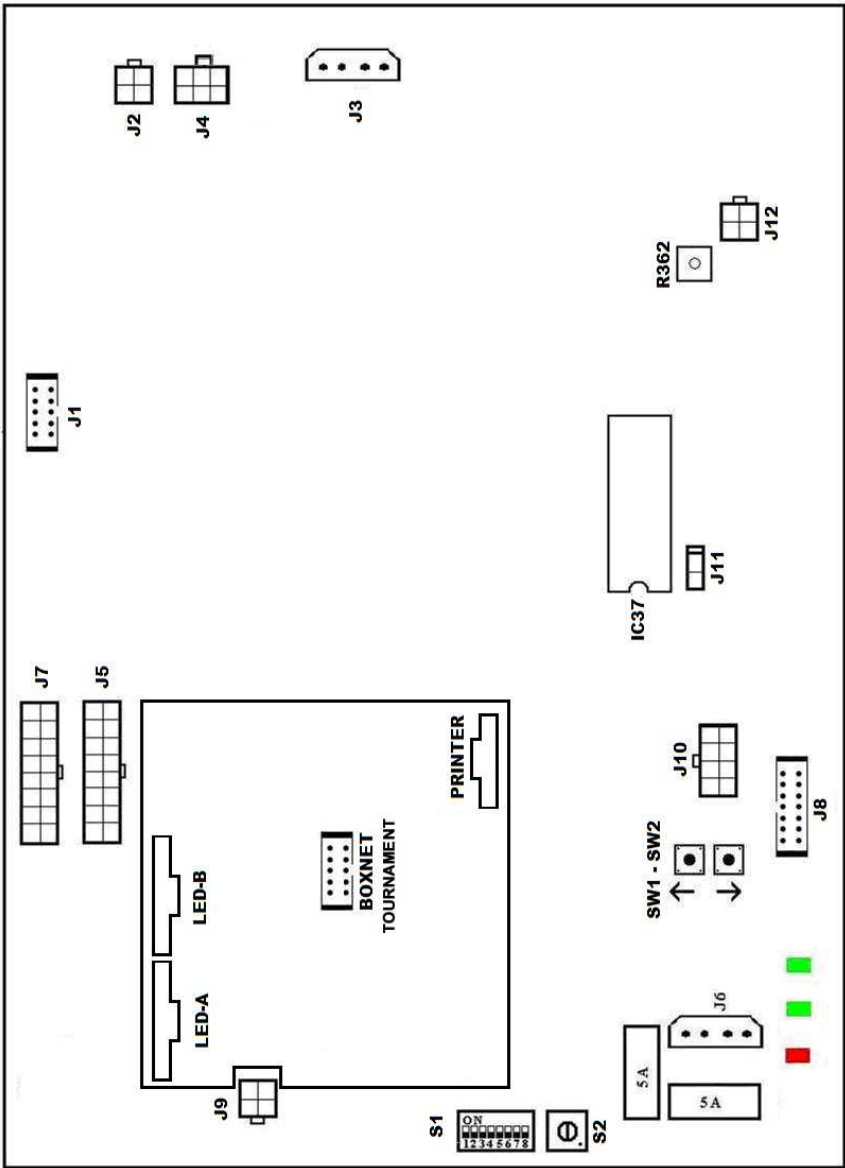 J2
J4
J3
J12
R362
J1
J11
IC37
J7
J5
PRINTER
J10
J8
LED-B
BOXNET
TOURNAMENT
SW1 - SW2
LED-A
J6
5A
5A
J9
S1
ON
12345678
S2